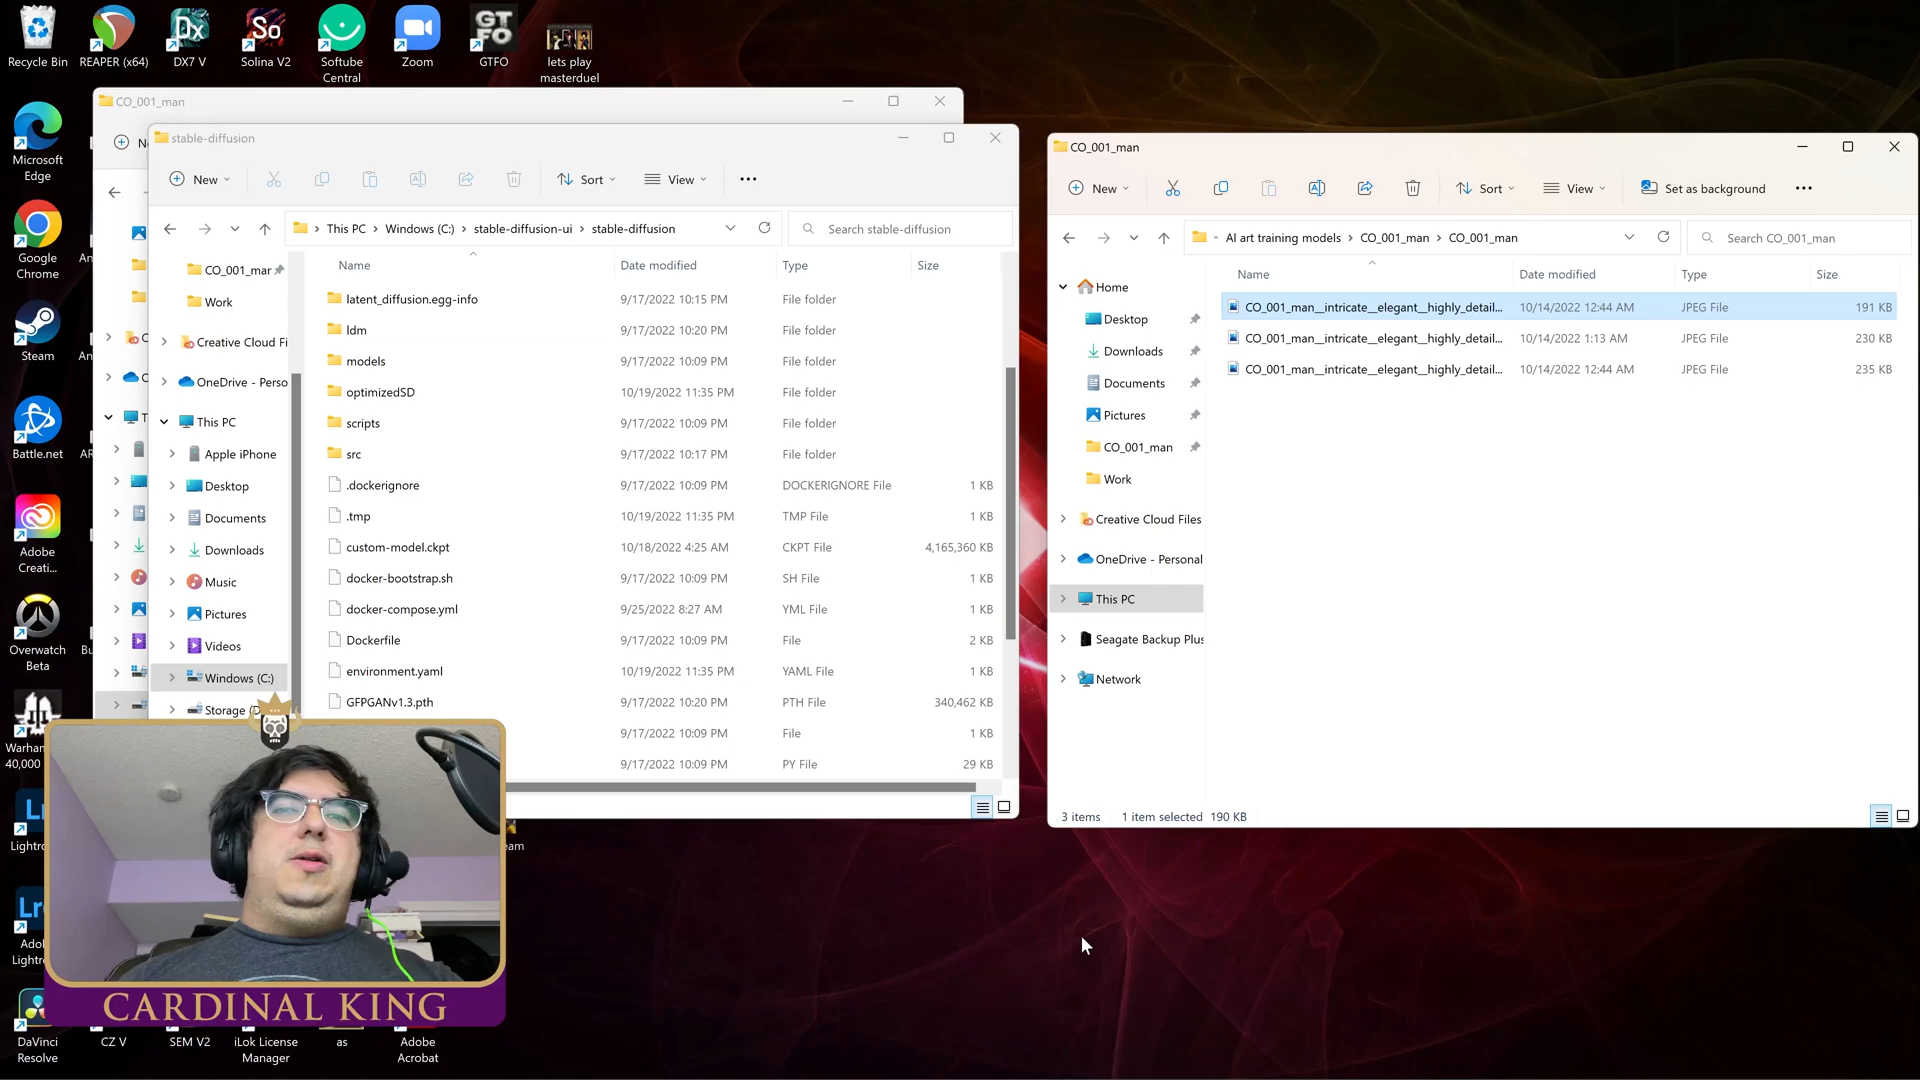 Recycle Bin
REAPER (x64)
DX7 V
Solina V2
Softube
Central
Zoom
GTFO
lets play
masterduel
Microsoft
Edge
Google
Chrome
Steam
Battle.net
Adobe
Creati...
Overwatch
Beta
40,000
DaVinci
Resolve
CZ V
SEM V2
iLok License
Manager
as
Adobe
Acrobat
CO_001_man
stable-diffusion
New
Sort
View
This PC
Windows (C:)
stable-diffusion-ui
stable-diffusion
Search stable-diffusion
CO_001_mar
Work
Creative Cloud Fi
OneDrive - Perso
This PC
Apple iPhone
Desktop
Documents
Downloads
Music
Pictures
Videos
Windows (C:)
Storage
Name Date modified Type Size
latent_diffusion.egg-info 9/17/2022 10:15 PM File folder
ldm 9/17/2022 10:20 PM File folder
models 9/17/2022 10:09 PM File folder
optimizedSD 10/19/2022 11:35 PM File folder
scripts 9/17/2022 10:09 PM File folder
src 9/17/2022 10:17 PM File folder
.dockerignore 9/17/2022 10:09 PM DOCKERIGNORE File 1 KB
.tmp 10/19/2022 11:35 PM TMP File 1 KB
custom-model.ckpt 10/18/2022 4:25 AM CKPT File 4,165,360 KB
docker-bootstrap.sh 9/17/2022 10:09 PM SH File 1 KB
docker-compose.yml 9/25/2022 8:27 AM YML File 1 KB
Dockerfile 9/17/2022 10:09 PM File 2 KB
environment.yaml 10/19/2022 11:35 PM YAML File 1 KB
GFPGANv1.3.pth 9/17/2022 10:20 PM PTH File 340,462 KB
9/17/2022 10:09 PM File 1 KB
9/17/2022 10:09 PM PY File 29 KB
CO_001_man
New
Sort
View
Set as background
AI art training models
CO_001_man
CO_001_man
Search CO_001_man
Home
Desktop
Downloads
Documents
Pictures
CO_001_man
Work
Creative Cloud Files
OneDrive - Personal
This PC
Seagate Backup Plus
Network
Name Date modified Type Size
CO_001_man__intricate__elegant__highly_detail... 10/14/2022 12:44 AM JPEG File 191 KB
CO_001_man__intricate__elegant__highly_detail... 10/14/2022 1:13 AM JPEG File 230 KB
CO_001_man__intricate__elegant__highly_detail... 10/14/2022 12:44 AM JPEG File 235 KB
3 items 1 item selected 190 KB
CARDINAL KING